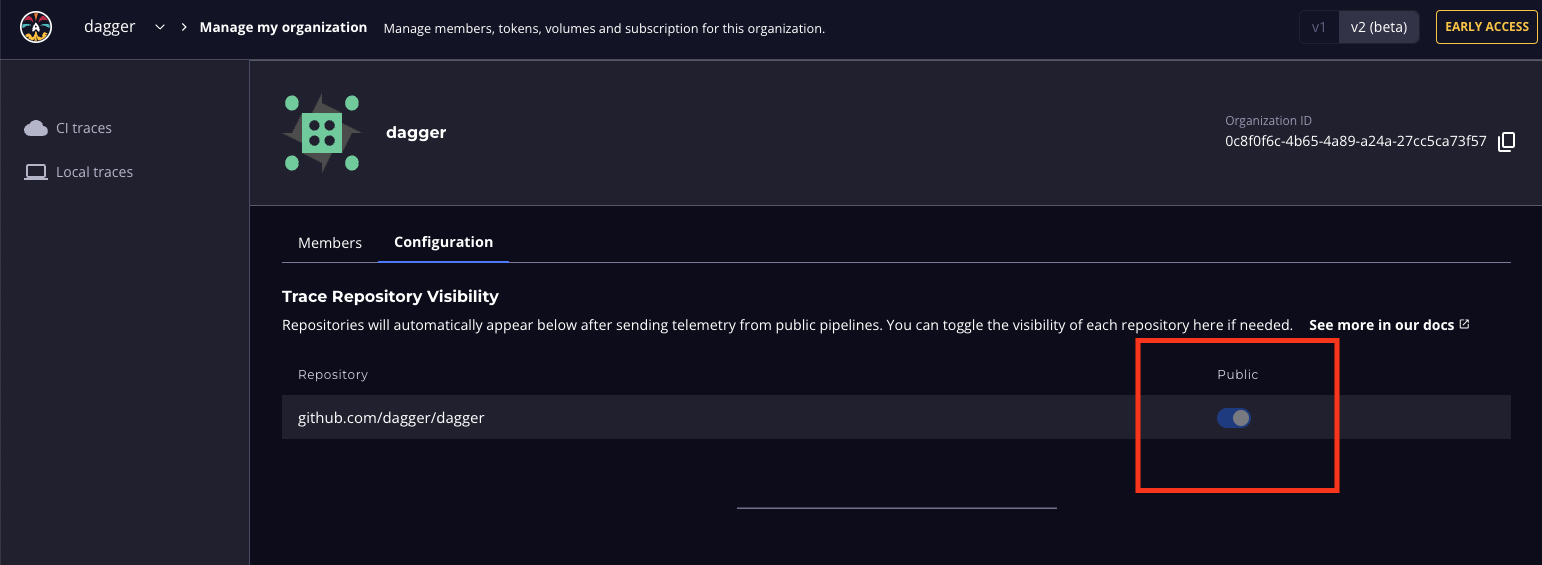 dagger
Manage my organization
Manage members, tokens, volumes and subscription for this organization.
v1
v2 (beta)
EARLY ACCESS
CI traces
Local traces
dagger
Organization ID
0c8f0f6c-4b65-4a89-a24a-27cc5ca73f57
Members
Configuration
Trace Repository Visibility
Repositories will automatically appear below after sending telemetry from public pipelines. You can toggle the visibility of each repository here if needed. See more in our docs
Repository
Public
github.com/dagger/dagger